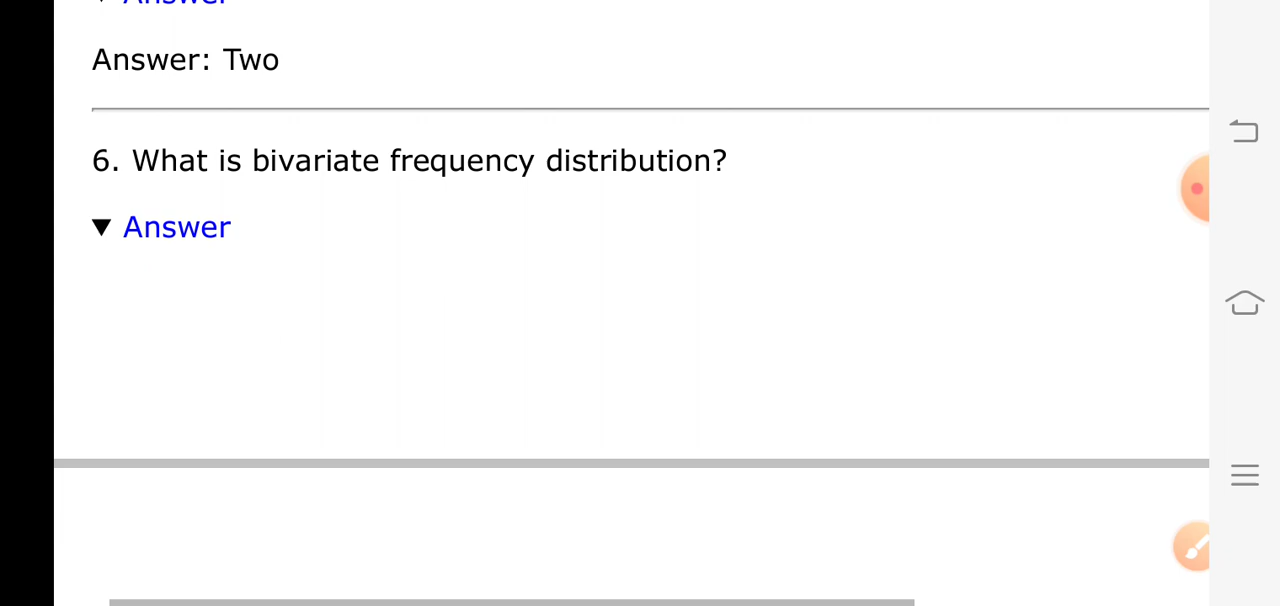 Answer: Two
6. What is bivariate frequency distribution?
▼ Answer